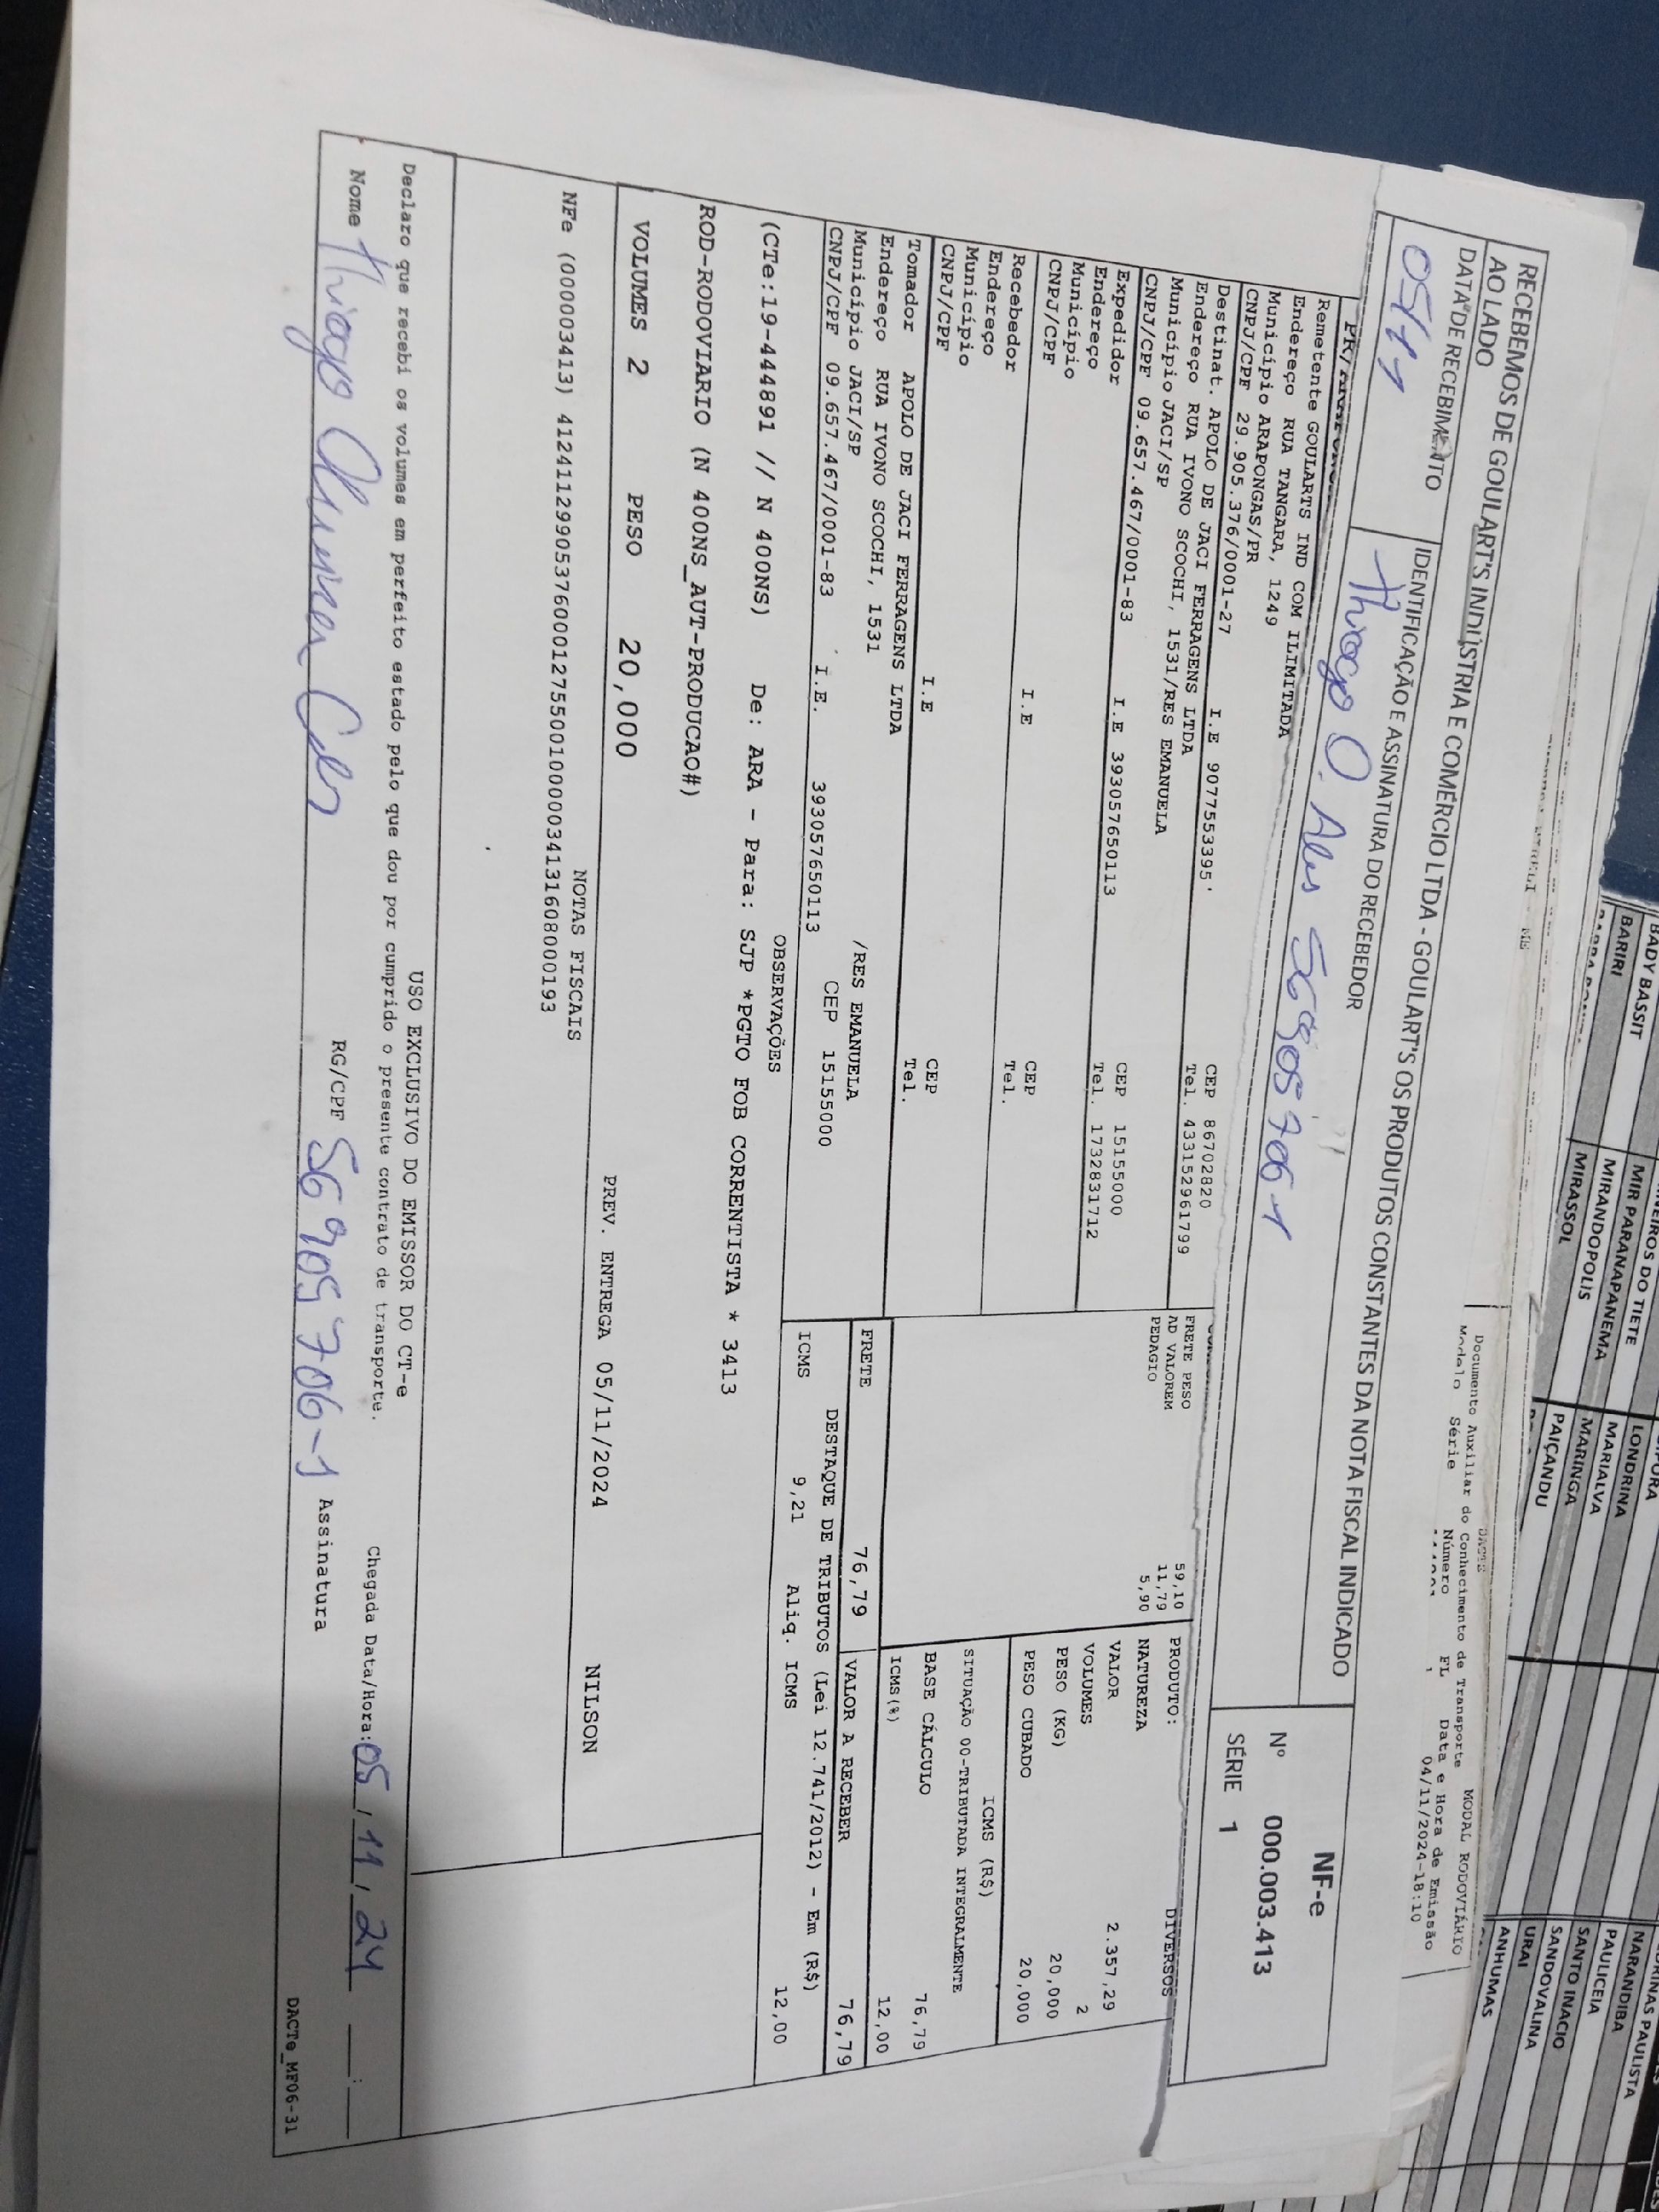 RECEBEMOS DE GOULART'S INDÚSTRIA E COMÉRCIO LTDA - GOULART'S OS PRODUTOS CONSTANTES DA NOTA FISCAL INDICADO
AO LADO
DATA DE RECEBIMENTO
IDENTIFICAÇÃO E ASSINATURA DO RECEBEDOR
05/11
Thiago O. Alves 56905706-1
NF-e
Nº 000.003.413
SÉRIE 1
DACTE
Documento Auxiliar do Conhecimento de Transporte MODAL RODOVIÁRIO
Modelo Série Número FL Data e Hora de Emissão
1 04/11/2024-18:10
Remetente GOULARTS IND COM ILIMITADA
Endereço RUA TANGARA, 1249
Município ARAPONGAS/PR CEP 86702820
CNPJ/CPF 29.905.376/0001-27 I.E 9077553395 Tel. 433152961799
Destinat. APOLO DE JACI FERRAGENS LTDA
Endereço RUA IVONO SCOCHI, 1531/RES EMANUELA
Município JACI/SP CEP 15155000
CNPJ/CPF 09.657.467/0001-83 I.E 393057650113 Tel. 1732831712
Expedidor
Endereço
Município CEP
CNPJ/CPF I.E Tel.
Recebedor
Endereço
Município CEP
CNPJ/CPF I.E Tel.
Tomador APOLO DE JACI FERRAGENS LTDA
Endereço RUA IVONO SCOCHI, 1531 /RES EMANUELA
Município JACI/SP CEP 15155000
CNPJ/CPF 09.657.467/0001-83 I.E. 393057650113
FRETE PESO 59,10
AD VALOREM 11,79
PEDAGIO 5,90
PRODUTO: DIVERSOS
NATUREZA
VALOR 2.357,29
VOLUMES 2
PESO (KG) 20,000
PESO CUBADO 20,000
ICMS (R$)
SITUAÇÃO 00-TRIBUTADA INTEGRALMENTE
BASE CÁLCULO 76,79
ICMS(%) 12,00
FRETE 76,79
VALOR A RECEBER 76,79
DESTAQUE DE TRIBUTOS (Lei 12.741/2012) - Em (R$)
ICMS 9,21 Aliq. ICMS 12,00
OBSERVAÇÕES
(CTe:19-444891 // N 400NS) De: ARA - Para: SJP *PGTO FOB CORRENTISTA * 3413
ROD-RODOVIARIO (N 400NS_AUT-PRODUCAO#)
VOLUMES 2 PESO 20,000 PREV. ENTREGA 05/11/2024 NILSON
NOTAS FISCAIS
NFe (000003413) 41241129905376000127550010000034131608000193
USO EXCLUSIVO DO EMISSOR DO CT-e
Declaro que recebi os volumes em perfeito estado pelo que dou por cumprido o presente contrato de transporte.
Chegada Data/Hora: 05/11/24 __:__
Nome Thiago RG/CPF 56905706-1 Assinatura
DACTe_MF06-31
BADY BASSIT
BARIRI
MIR PARANAPANEMA
MIRANDOPOLIS
MIRASSOL
LONDRINA
MARIALVA
MARINGA
PAIÇANDU
NARANDIBA
PAULICEIA
SANTO INACIO
SANDOVALINA
URAI
ANHUMAS